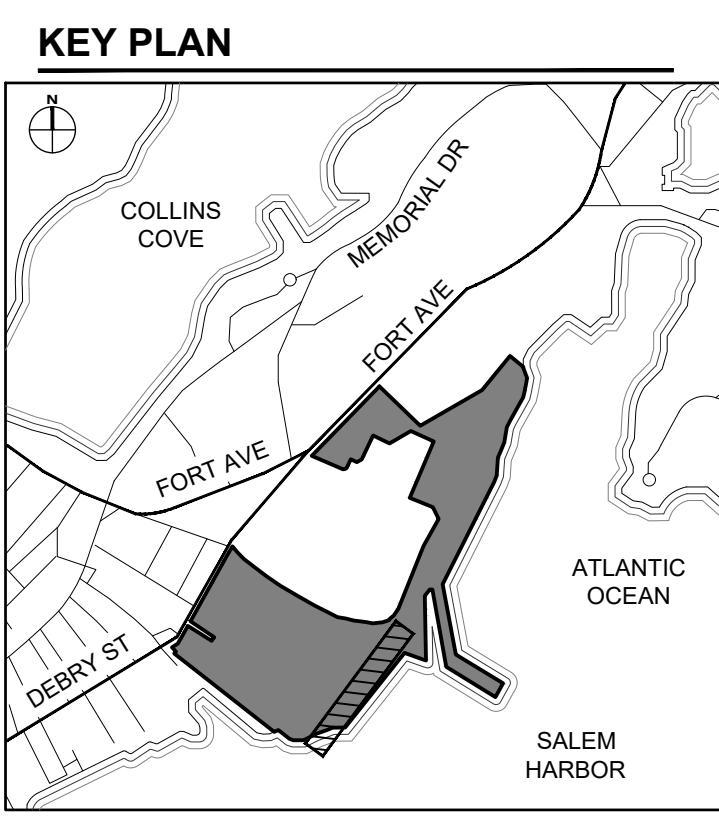 KEY PLAN
N
COLLINS
COVE
MEMORIAL DR
FORT AVE
FORT AVE
ATLANTIC
OCEAN
DEBRY ST
SALEM
HARBOR